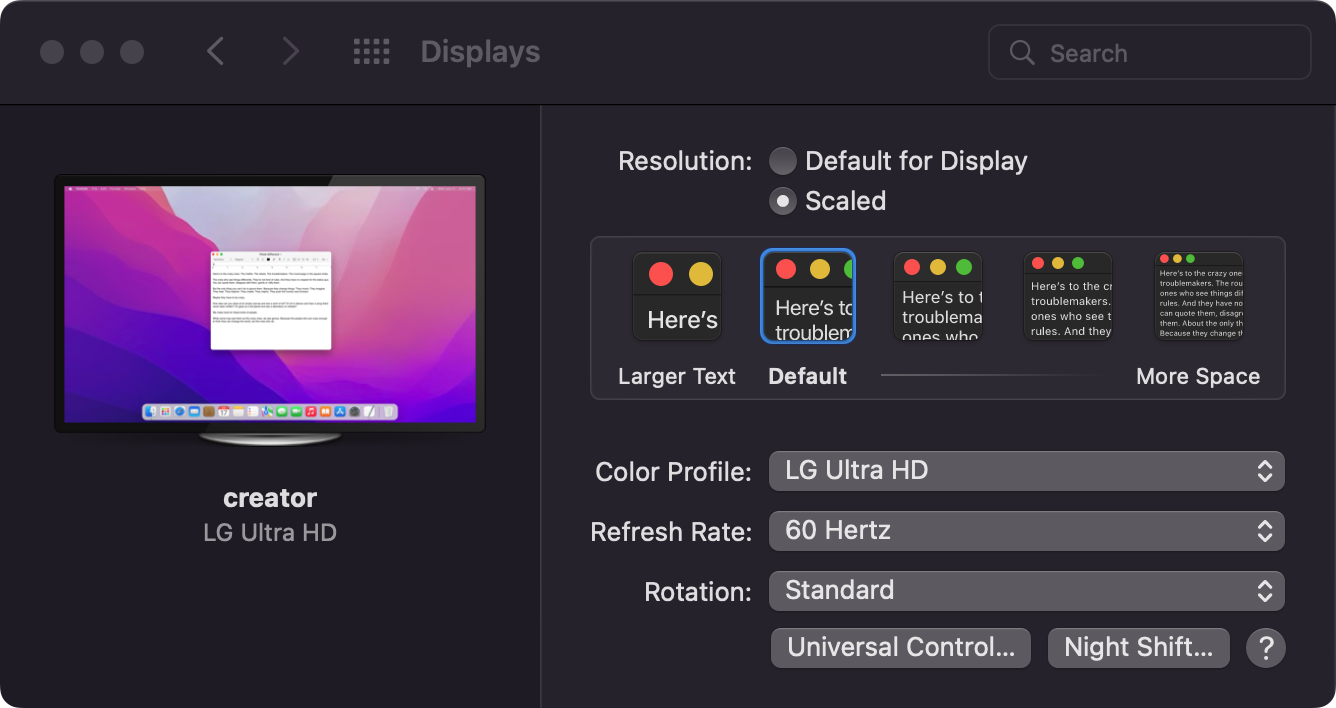 Displays
Search
Resolution:
Default for Display
Scaled
Here's
Here's to
troublem
Here's to t
troublema
ones who
Here's to the cr
troublemakers.
ones who see t
rules. And they
Here's to the crazy one
troublemakers. The rou
ones who see things dif
rules. And they have no
can quote them, disagre
them. About the only th
Because they change th
Larger Text
Default
More Space
creator
LG Ultra HD
Color Profile:
LG Ultra HD
Refresh Rate:
60 Hertz
Rotation:
Standard
Universal Control...
Night Shift...
?